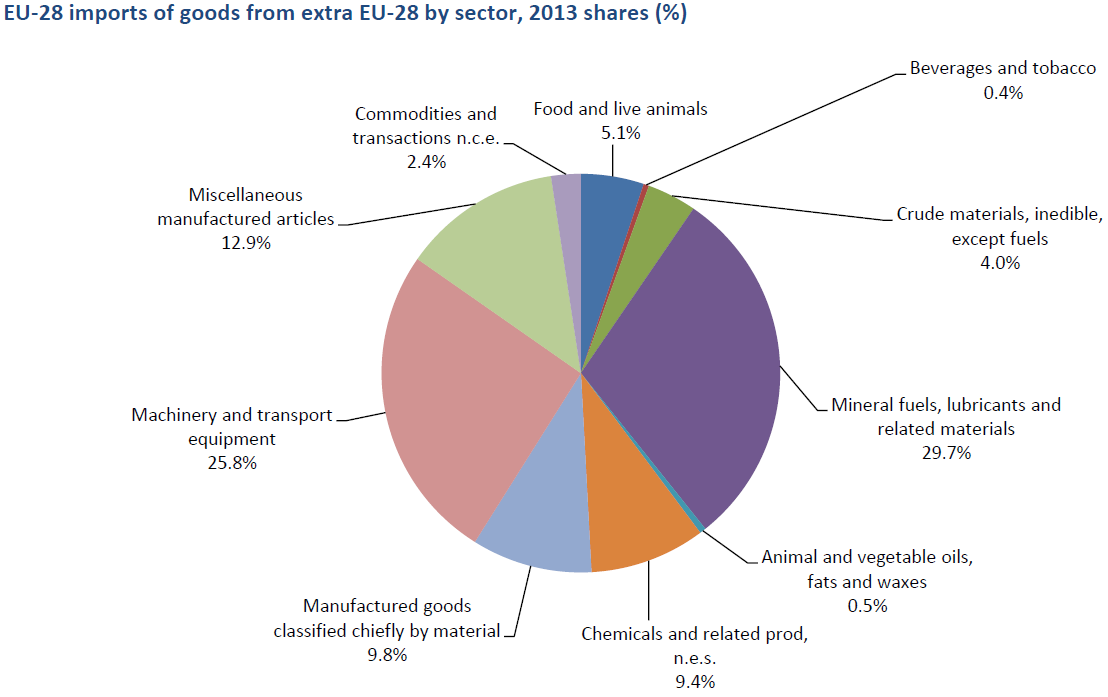 EU-28 imports of goods from extra EU-28 by sector, 2013 shares (%)
Beverages and tobacco
0.4%
Food and live animals
5.1%
Commodities and
transactions n.c.e.
2.4%
Miscellaneous
manufactured articles
12.9%
Crude materials, inedible,
except fuels
4.0%
Mineral fuels, lubricants and
related materials
29.7%
Machinery and transport
equipment
25.8%
Animal and vegetable oils,
fats and waxes
0.5%
Manufactured goods
classified chiefly by material
9.8%
Chemicals and related prod,
n.e.s.
9.4%